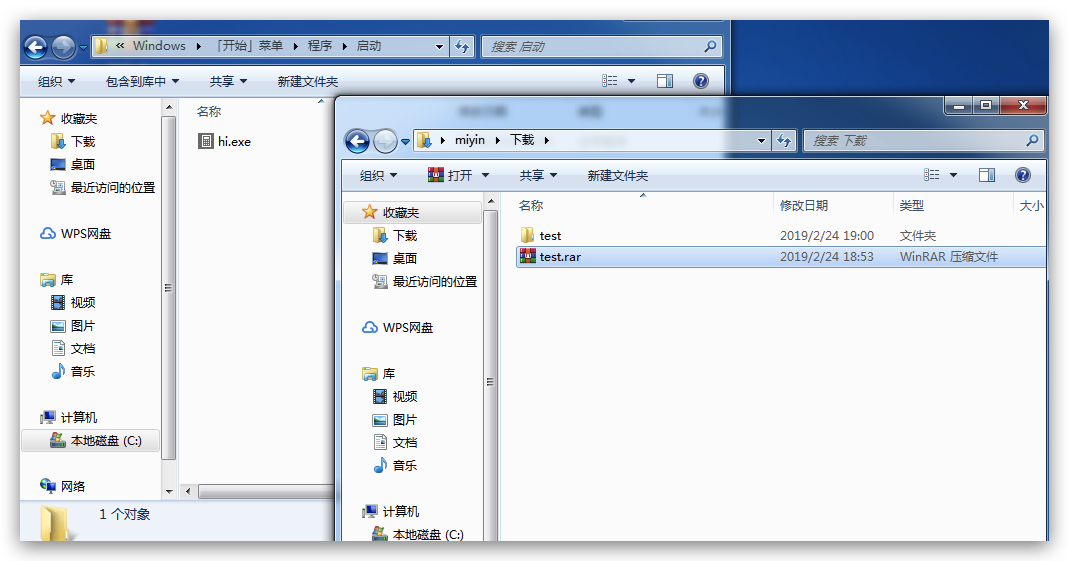 « Windows ▸ 「开始」菜单 ▸ 程序 ▸ 启动
搜索 启动
组织 包含到库中 共享 新建文件夹
收藏夹
下载
桌面
最近访问的位置
WPS网盘
库
视频
图片
文档
音乐
计算机
本地磁盘 (C:)
网络
名称
hi.exe
1 个对象
miyin ▸ 下载 ▸
搜索 下载
组织 打开 共享 新建文件夹
收藏夹
下载
桌面
最近访问的位置
WPS网盘
库
视频
图片
文档
音乐
计算机
本地磁盘 (C:)
名称 修改日期 类型 大小
test 2019/2/24 19:00 文件夹
test.rar 2019/2/24 18:53 WinRAR 压缩文件